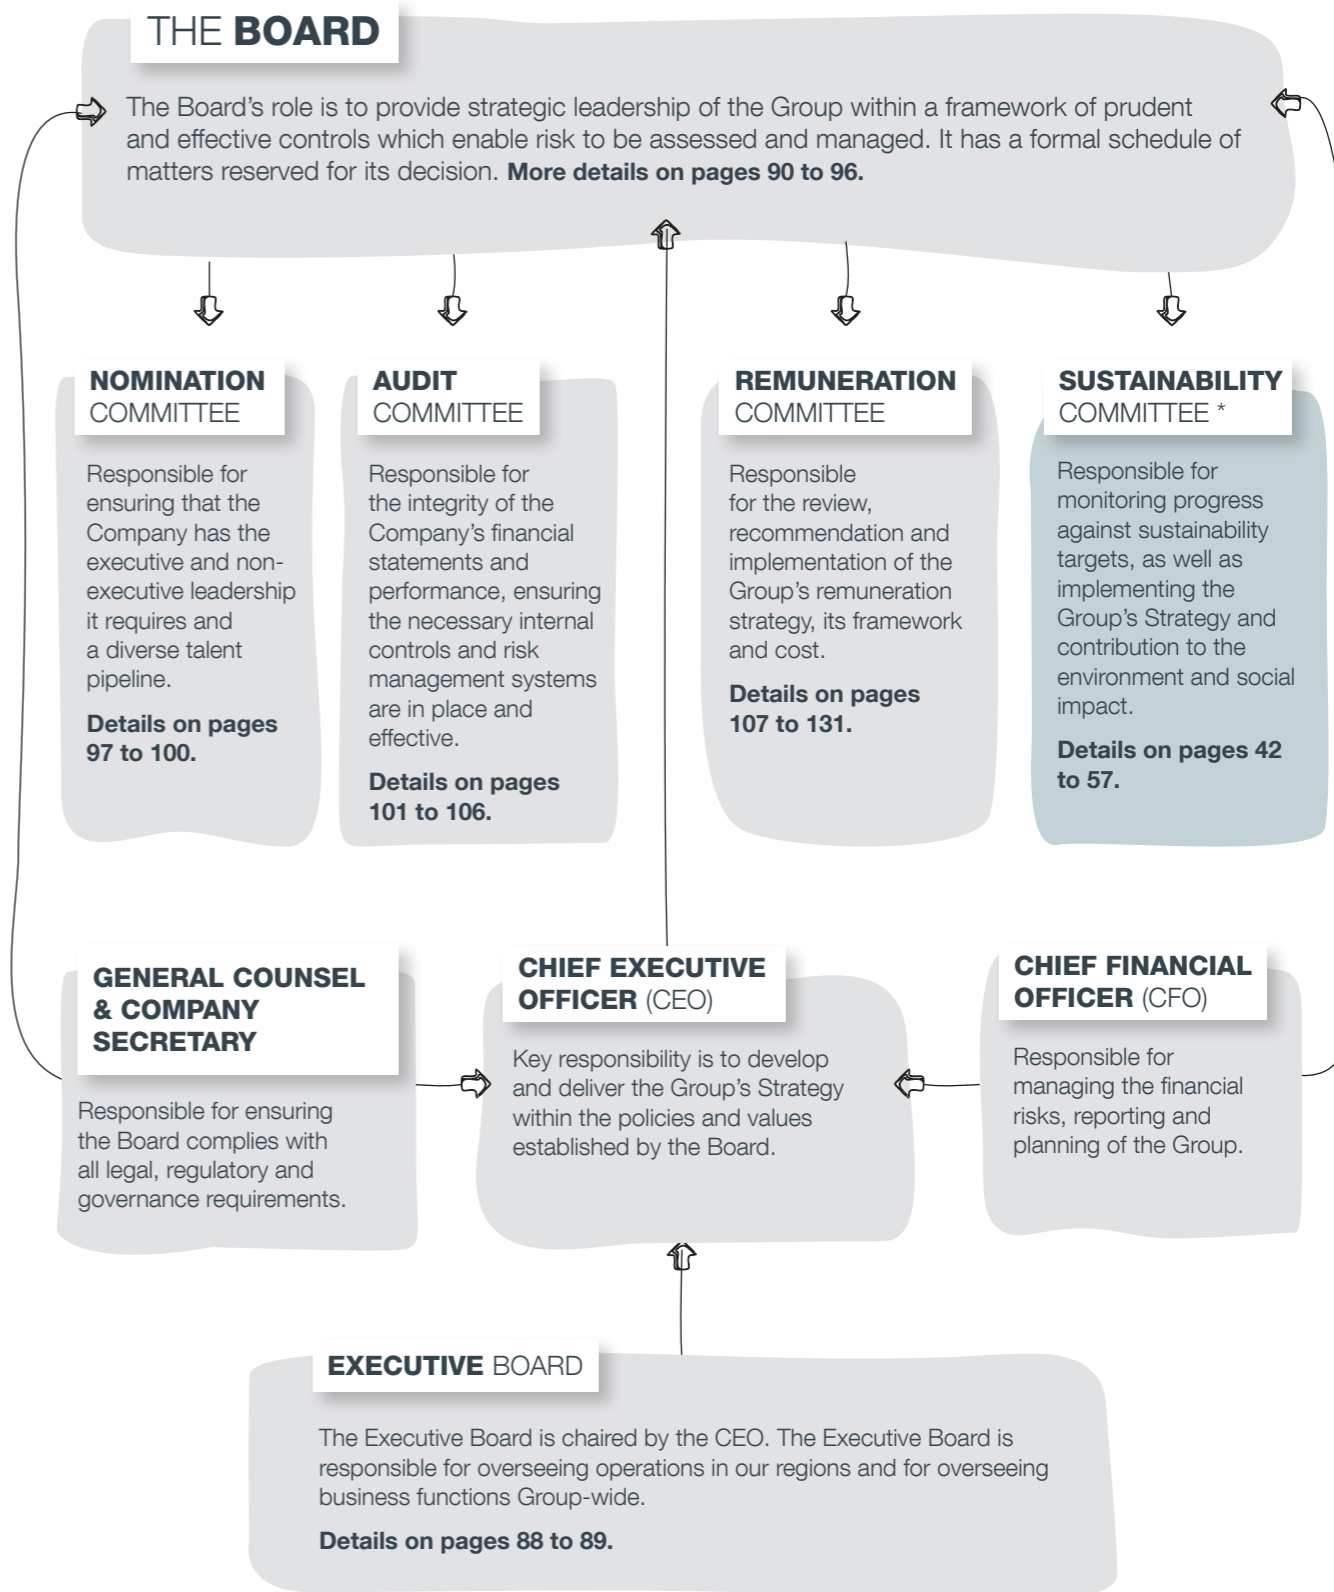 THE BOARD
The Board's role is to provide strategic leadership of the Group within a framework of prudent
and effective controls which enable risk to be assessed and managed. It has a formal schedule of
matters reserved for its decision. More details on pages 90 to 96.
NOMINATION
COMMITTEE
Responsible for
ensuring that the
Company has the
executive and non-
executive leadership
it requires and
a diverse talent
pipeline.
Details on pages
97 to 100.
AUDIT
COMMITTEE
Responsible for
the integrity of the
Company's financial
statements and
performance, ensuring
the necessary internal
controls and risk
management systems
are in place and
effective.
Details on pages
101 to 106.
REMUNERATION
COMMITTEE
Responsible
for the review,
recommendation and
implementation of the
Group's remuneration
strategy, its framework
and cost.
Details on pages
107 to 131.
SUSTAINABILITY
COMMITTEE *
Responsible for
monitoring progress
against sustainability
targets, as well as
implementing the
Group's Strategy and
contribution to the
environment and social
impact.
Details on pages 42
to 57.
GENERAL COUNSEL
& COMPANY
SECRETARY
Responsible for ensuring
the Board complies with
all legal, regulatory and
governance requirements.
CHIEF EXECUTIVE
OFFICER (CEO)
Key responsibility is to develop
and deliver the Group's Strategy
within the policies and values
established by the Board.
CHIEF FINANCIAL
OFFICER (CFO)
Responsible for
managing the financial
risks, reporting and
planning of the Group.
EXECUTIVE BOARD
The Executive Board is chaired by the CEO. The Executive Board is
responsible for overseeing operations in our regions and for overseeing
business functions Group-wide.
Details on pages 88 to 89.